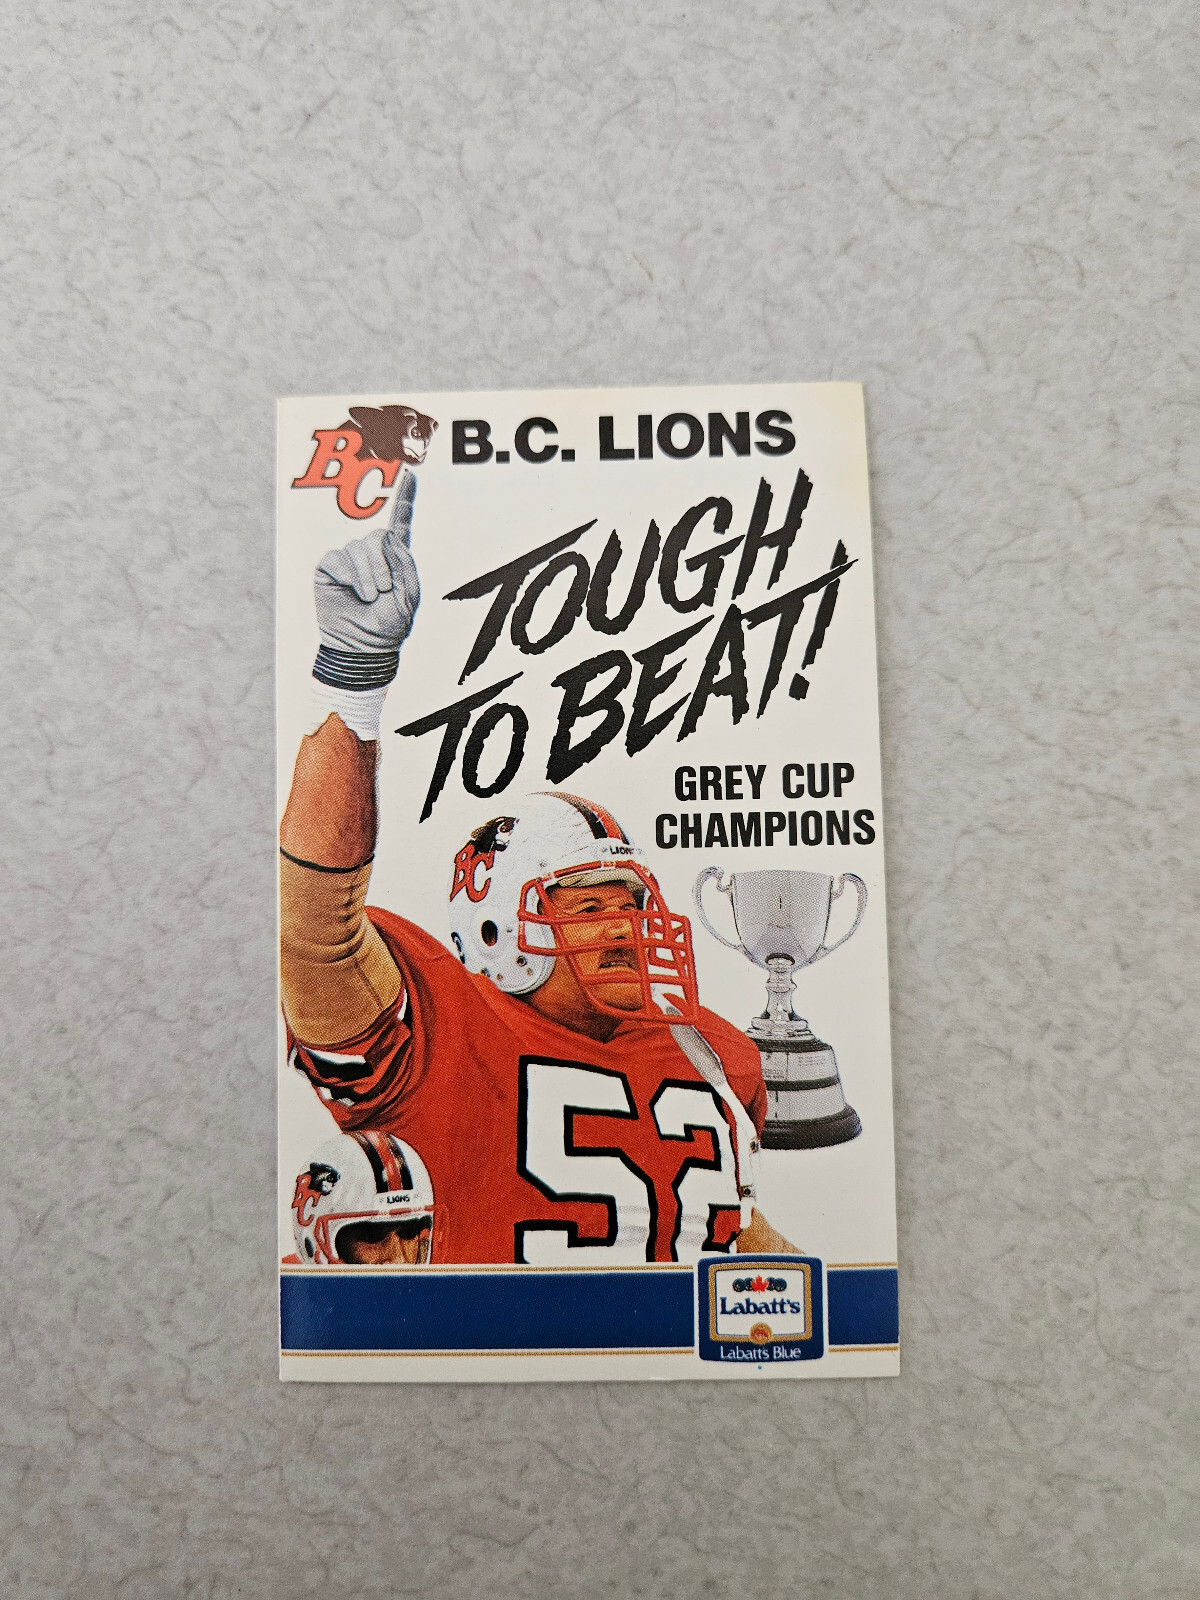 BC
B.C. LIONS
TOUGH
TO BEAT!
GREY CUP
CHAMPIONS
LIONS
BC
52
LIONS
BC
Labatt's
Labatt's Blue